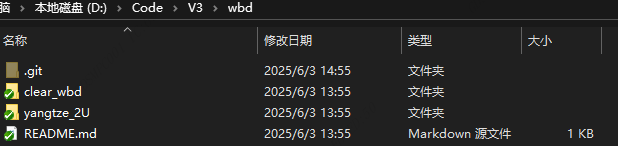 脑 › 本地磁盘 (D:) › Code › V3 › wbd
名称 修改日期 类型 大小
.git 2025/6/3 14:55 文件夹
clear_wbd 2025/6/3 13:55 文件夹
yangtze_2U 2025/6/3 13:55 文件夹
README.md 2025/6/3 13:55 Markdown 源文件 1 KB